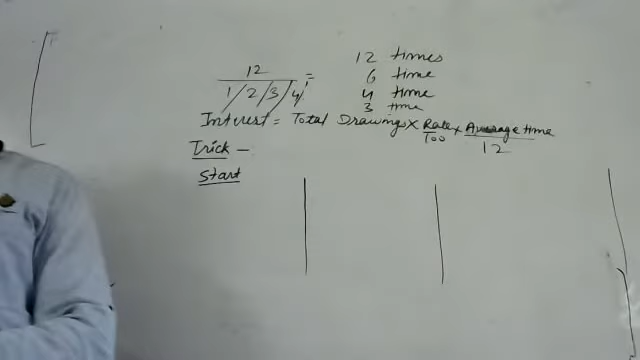 12 / 1/2/3/4 =
12 times
6 time
4 time
3 time
Interest = Total Drawings × Rate/100 × Average time/12
Trick -
Start